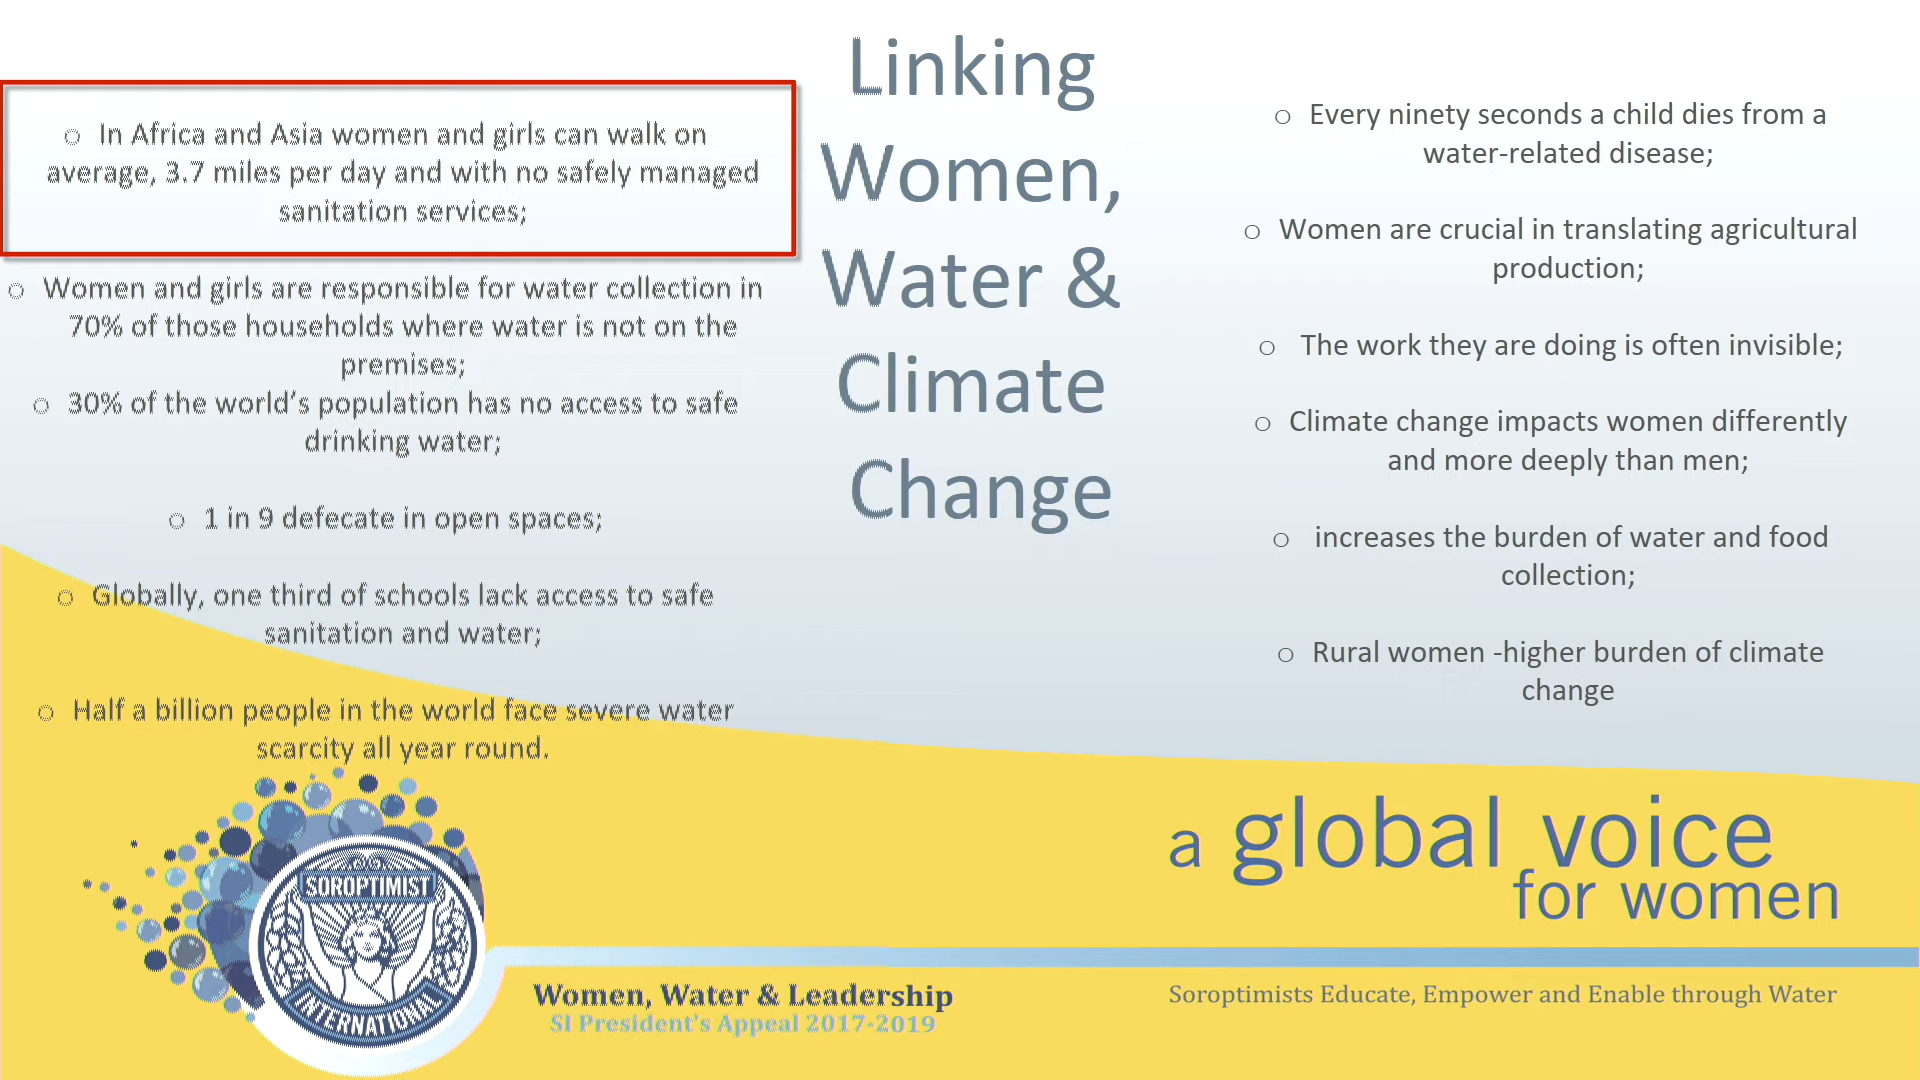 Linking
Women,
Water &
Climate
Change
o In Africa and Asia women and girls can walk on
average, 3.7 miles per day and with no safely managed
sanitation services;
o Women and girls are responsible for water collection in
70% of those households where water is not on the
premises;
o 30% of the world’s population has no access to safe
drinking water;
o 1 in 9 defecate in open spaces;
o Globally, one third of schools lack access to safe
sanitation and water;
o Half a billion people in the world face severe water
scarcity all year round.
o Every ninety seconds a child dies from a
water-related disease;
o Women are crucial in translating agricultural
production;
o The work they are doing is often invisible;
o Climate change impacts women differently
and more deeply than men;
o increases the burden of water and food
collection;
o Rural women -higher burden of climate
change
a global voice
for women
SOROPTIMIST
INTERNATIONAL
Women, Water & Leadership
SI President's Appeal 2017-2019
Soroptimists Educate, Empower and Enable through Water